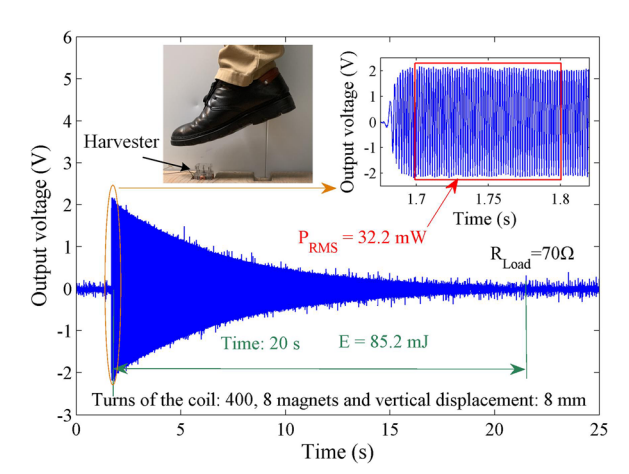 6
5
4
3
2
1
0
-1
-2
-3
Output voltage (V)
Harvester
2
1
0
-1
-2
Output voltage (V)
1.7
1.75
1.8
Time (s)
P_RMS = 32.2 mW
R_Load=70Ω
Time: 20 s
E = 85.2 mJ
Turns of the coil: 400, 8 magnets and vertical displacement: 8 mm
0
5
10
15
20
25
Time (s)